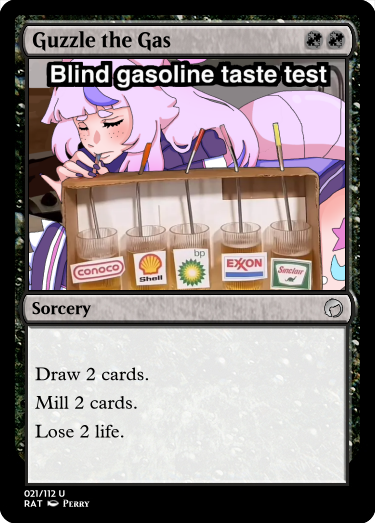 Guzzle the Gas
Blind gasoline taste test
CONOCO
Shell
bp
EXXON
Sinclair
Sorcery
Draw 2 cards.
Mill 2 cards.
Lose 2 life.
021/112 U
RAT Perry